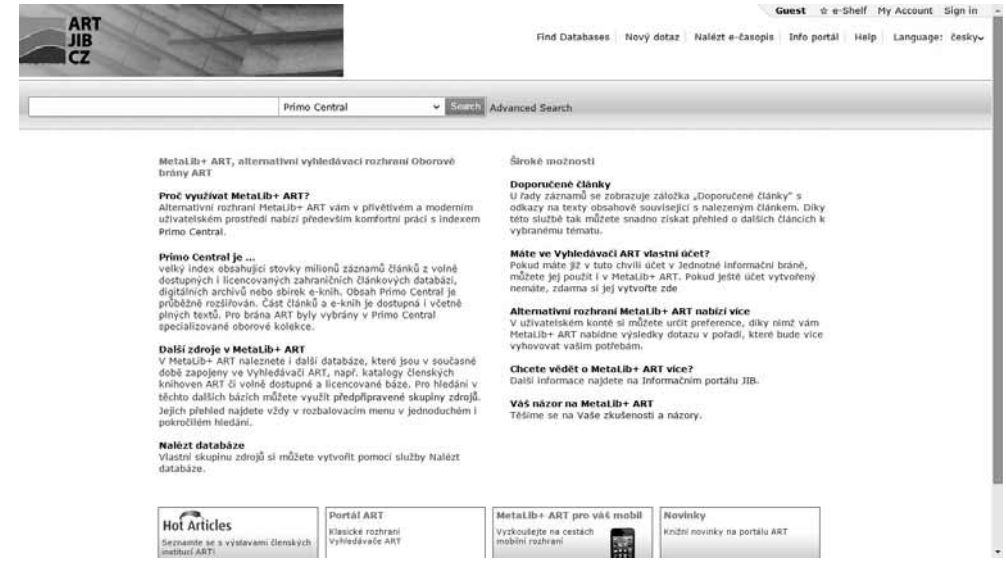 ART
JIB
CZ
Guest ☆ e-Shelf My Account Sign in
Find Databases Nový dotaz Nalézt e-časopis Info portál Help Language: česky
Primo Central Search Advanced Search
MetaLib+ ART, alternativní vyhledávací rozhraní Oborové
brány ART
Proč využívat MetaLib+ ART?
Alternativní rozhraní MetaLib+ ART vám v přívětivém a moderním
uživatelském prostředí nabízí především komfortní práci s indexem
Primo Central.
Primo Central je ...
velký index obsahující stovky milionů záznamů článků z volně
dostupných i licencovaných zahraničních článkových databází,
digitálních archivů nebo sbírek e-knih. Obsah Primo Central je
průběžně rozšiřován. Část článků a e-knih je dostupná i včetně
plných textů. Pro brána ART byly vybrány v Primo Central
specializované oborové kolekce.
Další zdroje v MetaLib+ ART
V MetaLib+ ART naleznete i další databáze, které jsou v současné
době zapojeny ve Vyhledávači ART, např. katalogy členských
knihoven ART či volně dostupné a licencované báze. Pro hledání v
těchto dalších bázích můžete využít předpřipravené skupiny zdrojů.
Jejich přehled najdete vždy v rozbalovacím menu v jednoduchém i
pokročilém hledání.
Nalézt databáze
Vlastní skupinu zdrojů si můžete vytvořit pomocí služby Nalézt
databáze.
Široké možnosti
Doporučené články
U řady záznamů se zobrazuje záložka „Doporučené články" s
odkazy na texty obsahově související s nalezeným článkem. Díky
této službě tak můžete snadno získat přehled o dalších článcích k
vybranému tématu.
Máte ve Vyhledávači ART vlastní účet?
Pokud máte již v tuto chvíli účet v Jednotné informační bráně,
můžete jej použít i v MetaLib+ ART. Pokud ještě účet vytvořený
nemáte, zdarma si jej vytvořte zde
Alternativní rozhraní MetaLib+ ART nabízí více
V uživatelském kontě si můžete určit preference, díky nimž vám
MetaLib+ ART nabídne výsledky dotazu v pořadí, které bude více
vyhovovat vašim potřebám.
Chcete vědět o MetaLib+ ART více?
Další informace najdete na Informačním portálu JIB.
Váš názor na MetaLib+ ART
Těšíme se na Vaše zkušenosti a názory.
Hot Articles
Seznamte se s výstavami členských
institucí ART!
Portál ART
Klasické rozhraní
Vyhledávače ART
MetaLib+ ART pro váš mobil
Vyzkoušejte na cestách
mobilní rozhraní
Novinky
Knižní novinky na portálu ART